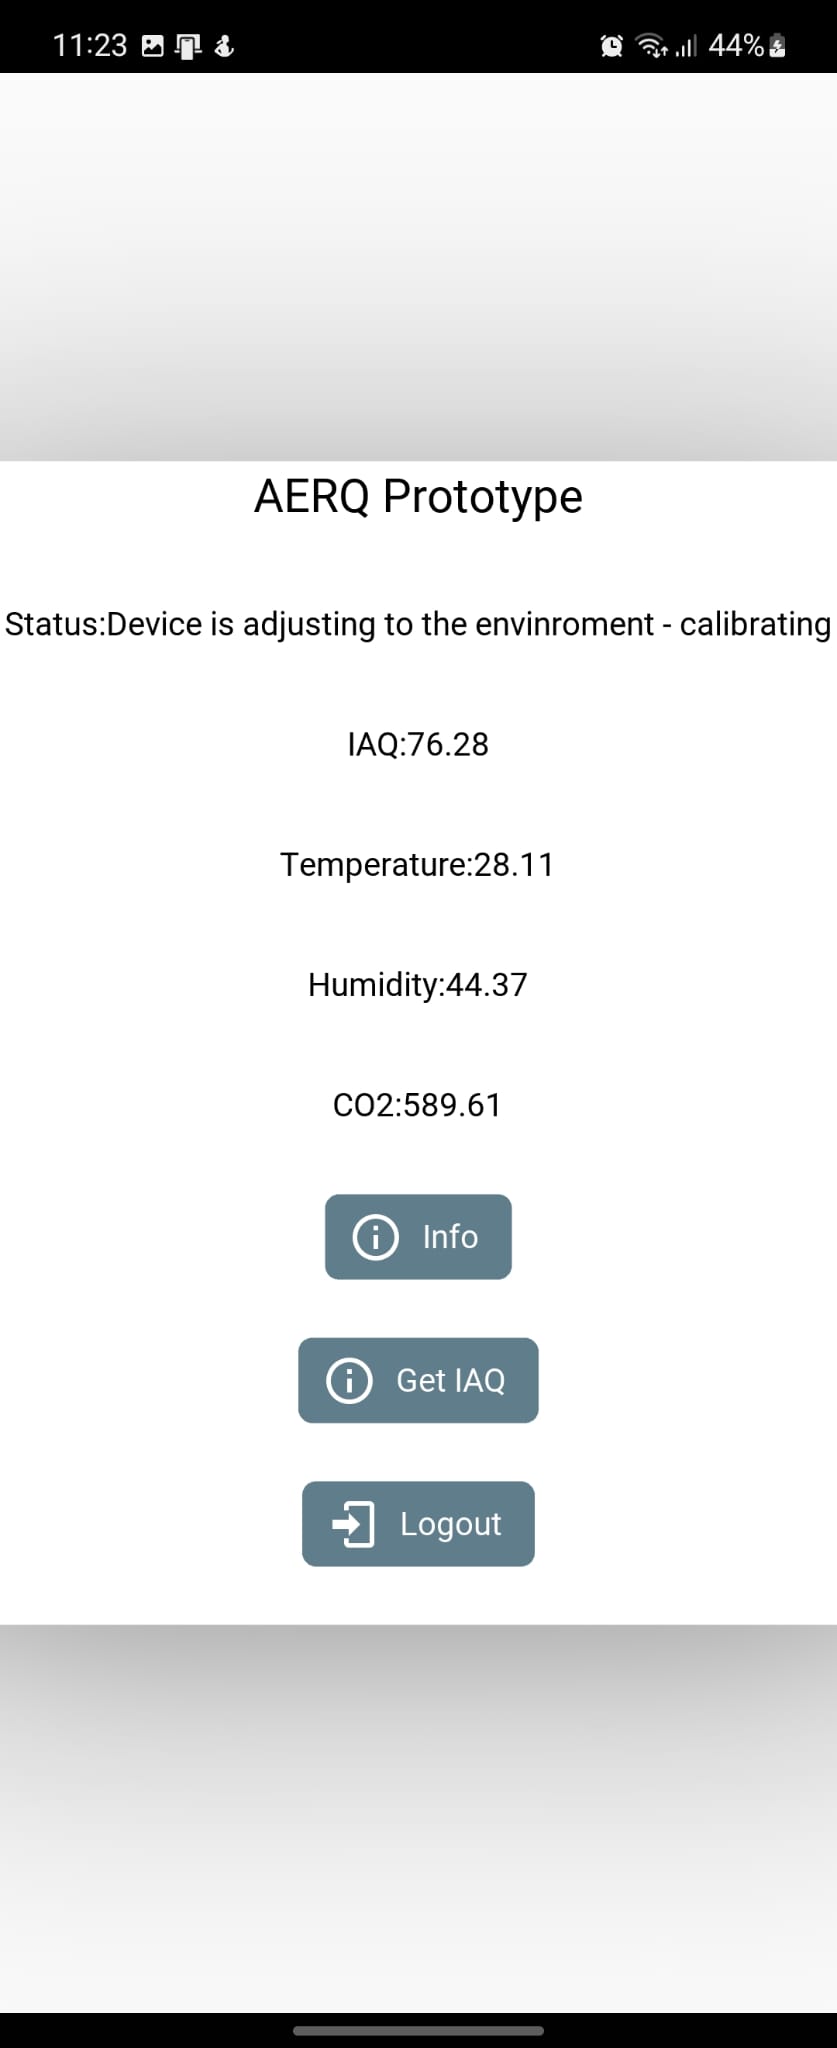 11:23
44%
AERQ Prototype
Status:Device is adjusting to the envinroment - calibrating
IAQ:76.28
Temperature:28.11
Humidity:44.37
CO2:589.61
Info
Get IAQ
Logout